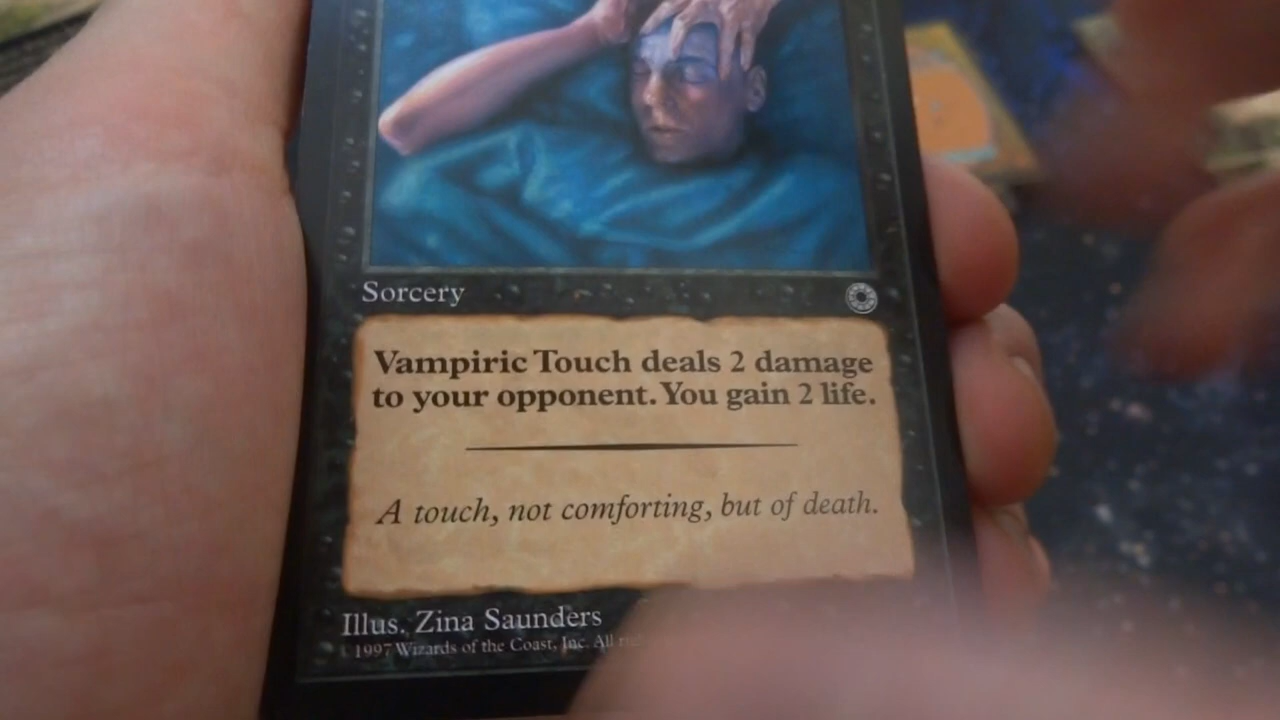 Sorcery
Vampiric Touch deals 2 damage
to your opponent. You gain 2 life.
A touch, not comforting, but of death.
Illus. Zina Saunders
1997 Wizards of the Coast, Inc. All